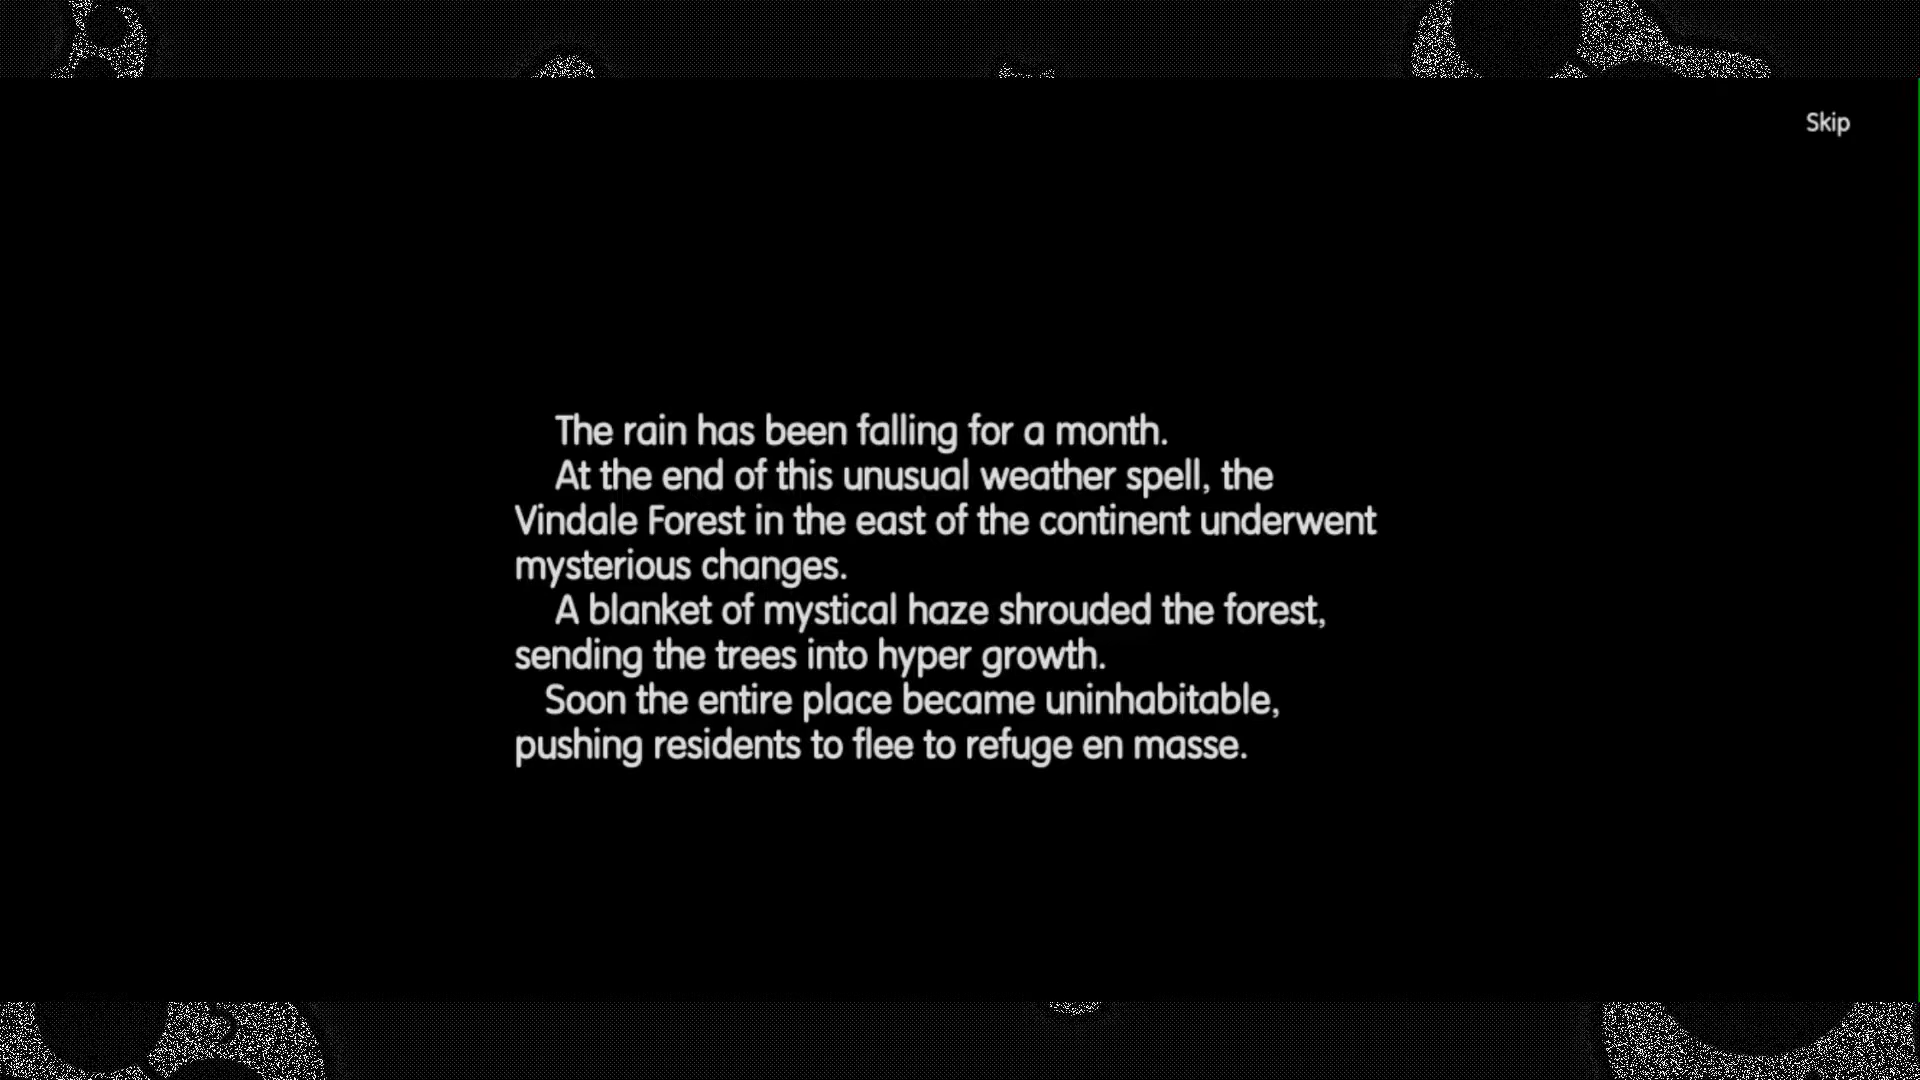 Skip
The rain has been falling for a month.
At the end of this unusual weather spell, the
Vindale Forest in the east of the continent underwent
mysterious changes.
A blanket of mystical haze shrouded the forest,
sending the trees into hyper growth.
Soon the entire place became uninhabitable,
pushing residents to flee to refuge en masse.